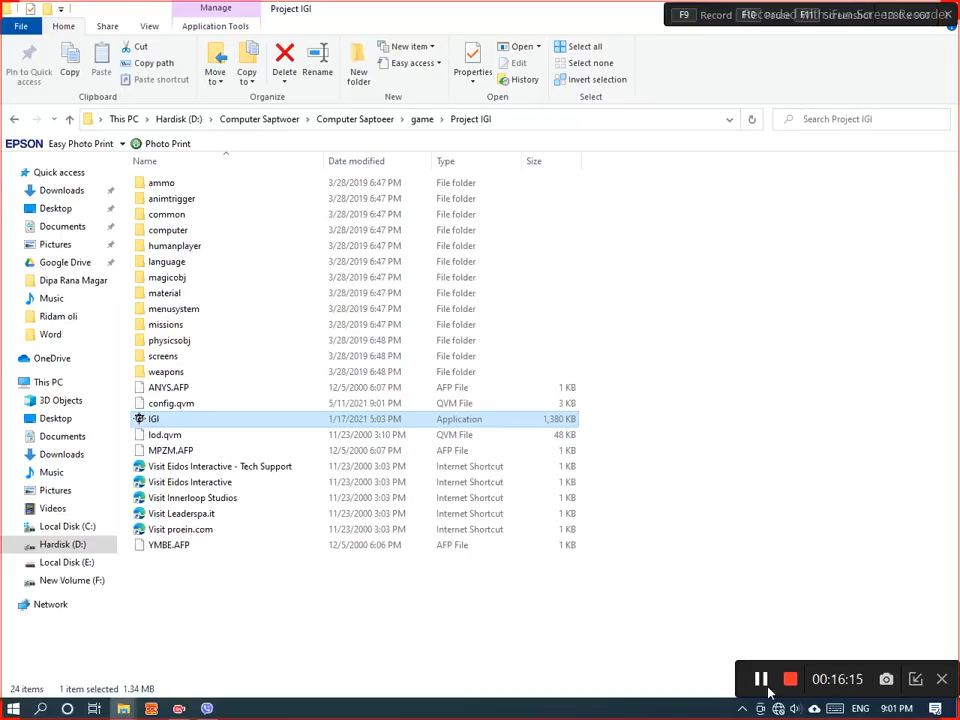 Manage
Project IGI
F9 Record F10 Pause F11
File Home Share View Application Tools
Pin to Quick access
Copy
Paste
Cut
Copy path
Paste shortcut
Move to
Copy to
Delete
Rename
New folder
New item
Easy access
Properties
Open
Edit
History
Select all
Select none
Invert selection
Clipboard Organize New Open Select
This PC > Hardisk (D:) > Computer Saptwoer > Computer Saptoeer > game > Project IGI
Search Project IGI
EPSON Easy Photo Print Photo Print
Name Date modified Type Size
Quick access
Downloads
Desktop
Documents
Pictures
Google Drive
Dipa Rana Magar
Music
Ridam oli
Word
OneDrive
This PC
3D Objects
Desktop
Documents
Downloads
Music
Pictures
Videos
Local Disk (C:)
Hardisk (D:)
Local Disk (E:)
New Volume (F:)
Network
ammo 3/28/2019 6:47 PM File folder
animtrigger 3/28/2019 6:47 PM File folder
common 3/28/2019 6:47 PM File folder
computer 3/28/2019 6:47 PM File folder
humanplayer 3/28/2019 6:47 PM File folder
language 3/28/2019 6:47 PM File folder
magicobj 3/28/2019 6:47 PM File folder
material 3/28/2019 6:47 PM File folder
menusystem 3/28/2019 6:47 PM File folder
missions 3/28/2019 6:47 PM File folder
physicsobj 3/28/2019 6:48 PM File folder
screens 3/28/2019 6:48 PM File folder
weapons 3/28/2019 6:48 PM File folder
ANYS.AFP 12/5/2000 6:07 PM AFP File 1 KB
config.qvm 5/11/2021 9:01 PM QVM File 3 KB
IGI 1/17/2021 5:03 PM Application 1,380 KB
lod.qvm 11/23/2000 3:10 PM QVM File 48 KB
MPZM.AFP 12/5/2000 6:07 PM AFP File 1 KB
Visit Eidos Interactive - Tech Support 11/23/2000 3:03 PM Internet Shortcut 1 KB
Visit Eidos Interactive 11/23/2000 3:03 PM Internet Shortcut 1 KB
Visit Innerloop Studios 11/23/2000 3:03 PM Internet Shortcut 1 KB
Visit Leaderspa.it 11/23/2000 3:03 PM Internet Shortcut 1 KB
Visit proein.com 11/23/2000 3:03 PM Internet Shortcut 1 KB
YMBE.AFP 12/5/2000 6:06 PM AFP File 1 KB
00:16:15
24 items 1 item selected 1.34 MB
ENG 9:01 PM